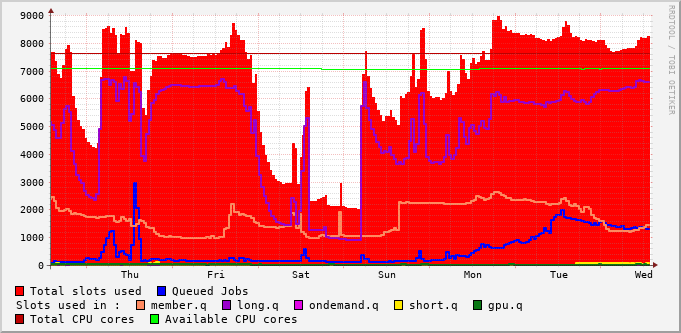 9000
8000
7000
6000
5000
4000
3000
2000
1000
0
Thu Fri Sat Sun Mon Tue Wed
RRDTOOL / TOBI OETIKER
Total slots used Queued Jobs
Slots used in : member.q long.q ondemand.q short.q gpu.q
Total CPU cores Available CPU cores